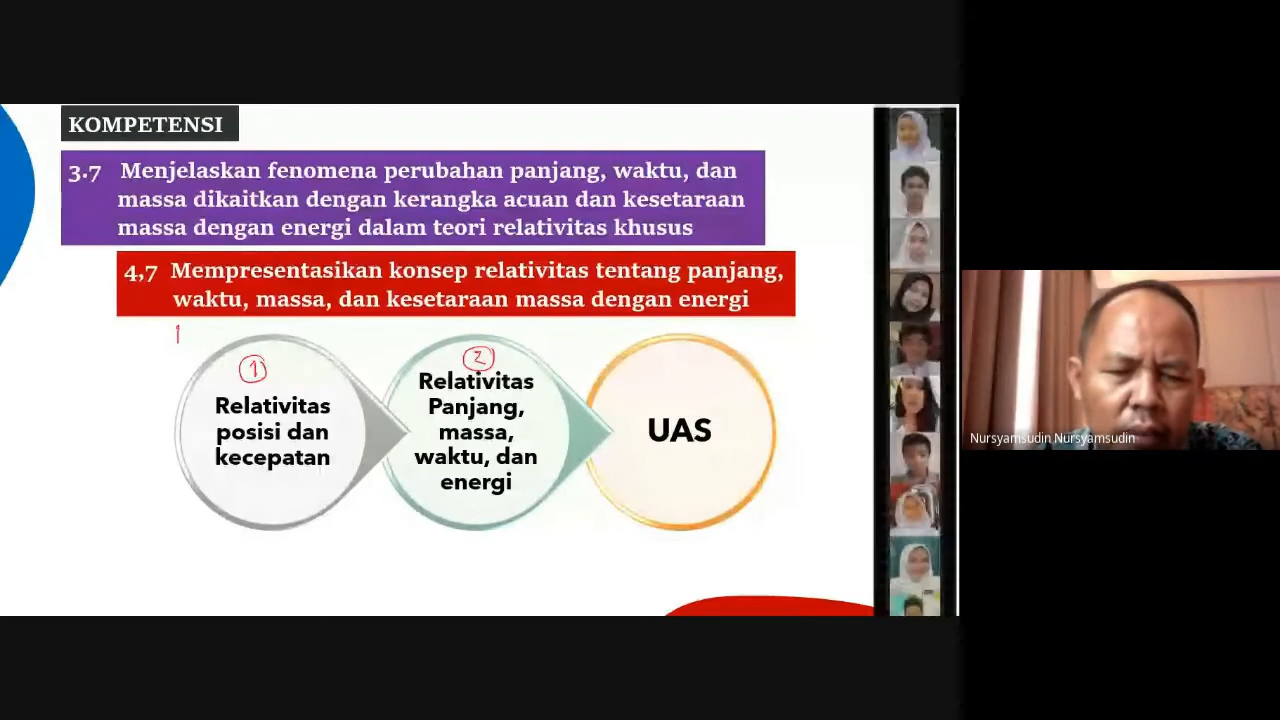 KOMPETENSI
3.7 Menjelaskan fenomena perubahan panjang, waktu, dan
massa dikaitkan dengan kerangka acuan dan kesetaraan
massa dengan energi dalam teori relativitas khusus
4,7 Mempresentasikan konsep relativitas tentang panjang,
waktu, massa, dan kesetaraan massa dengan energi
1
Relativitas
posisi dan
kecepatan
2
Relativitas
Panjang,
massa,
waktu, dan
energi
UAS
Nursyamsudin Nursyamsudin